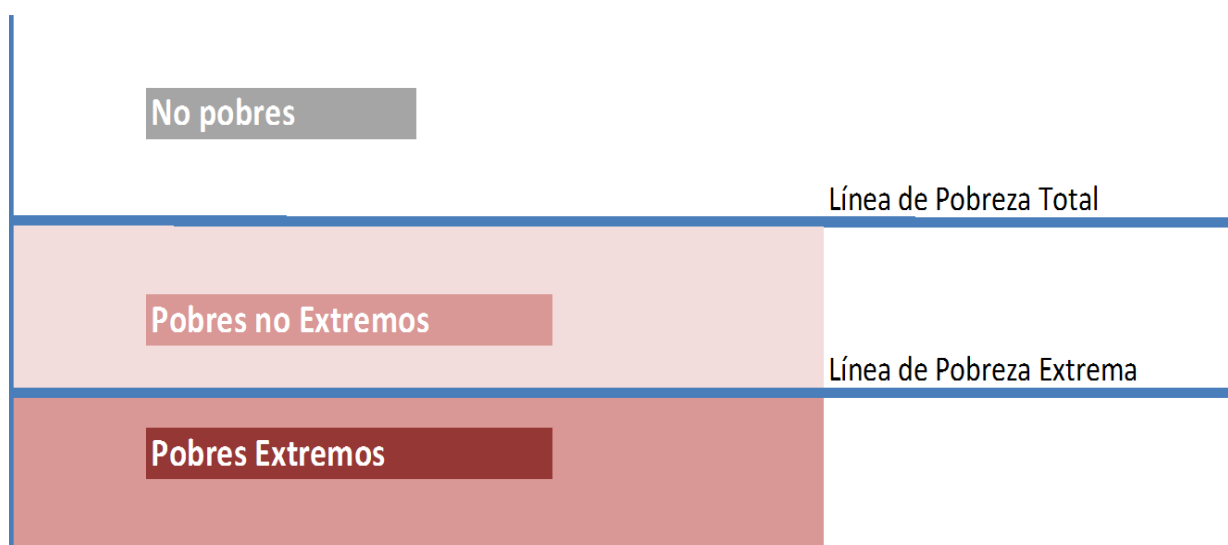 No pobres
Línea de Pobreza Total
Pobres no Extremos
Línea de Pobreza Extrema
Pobres Extremos